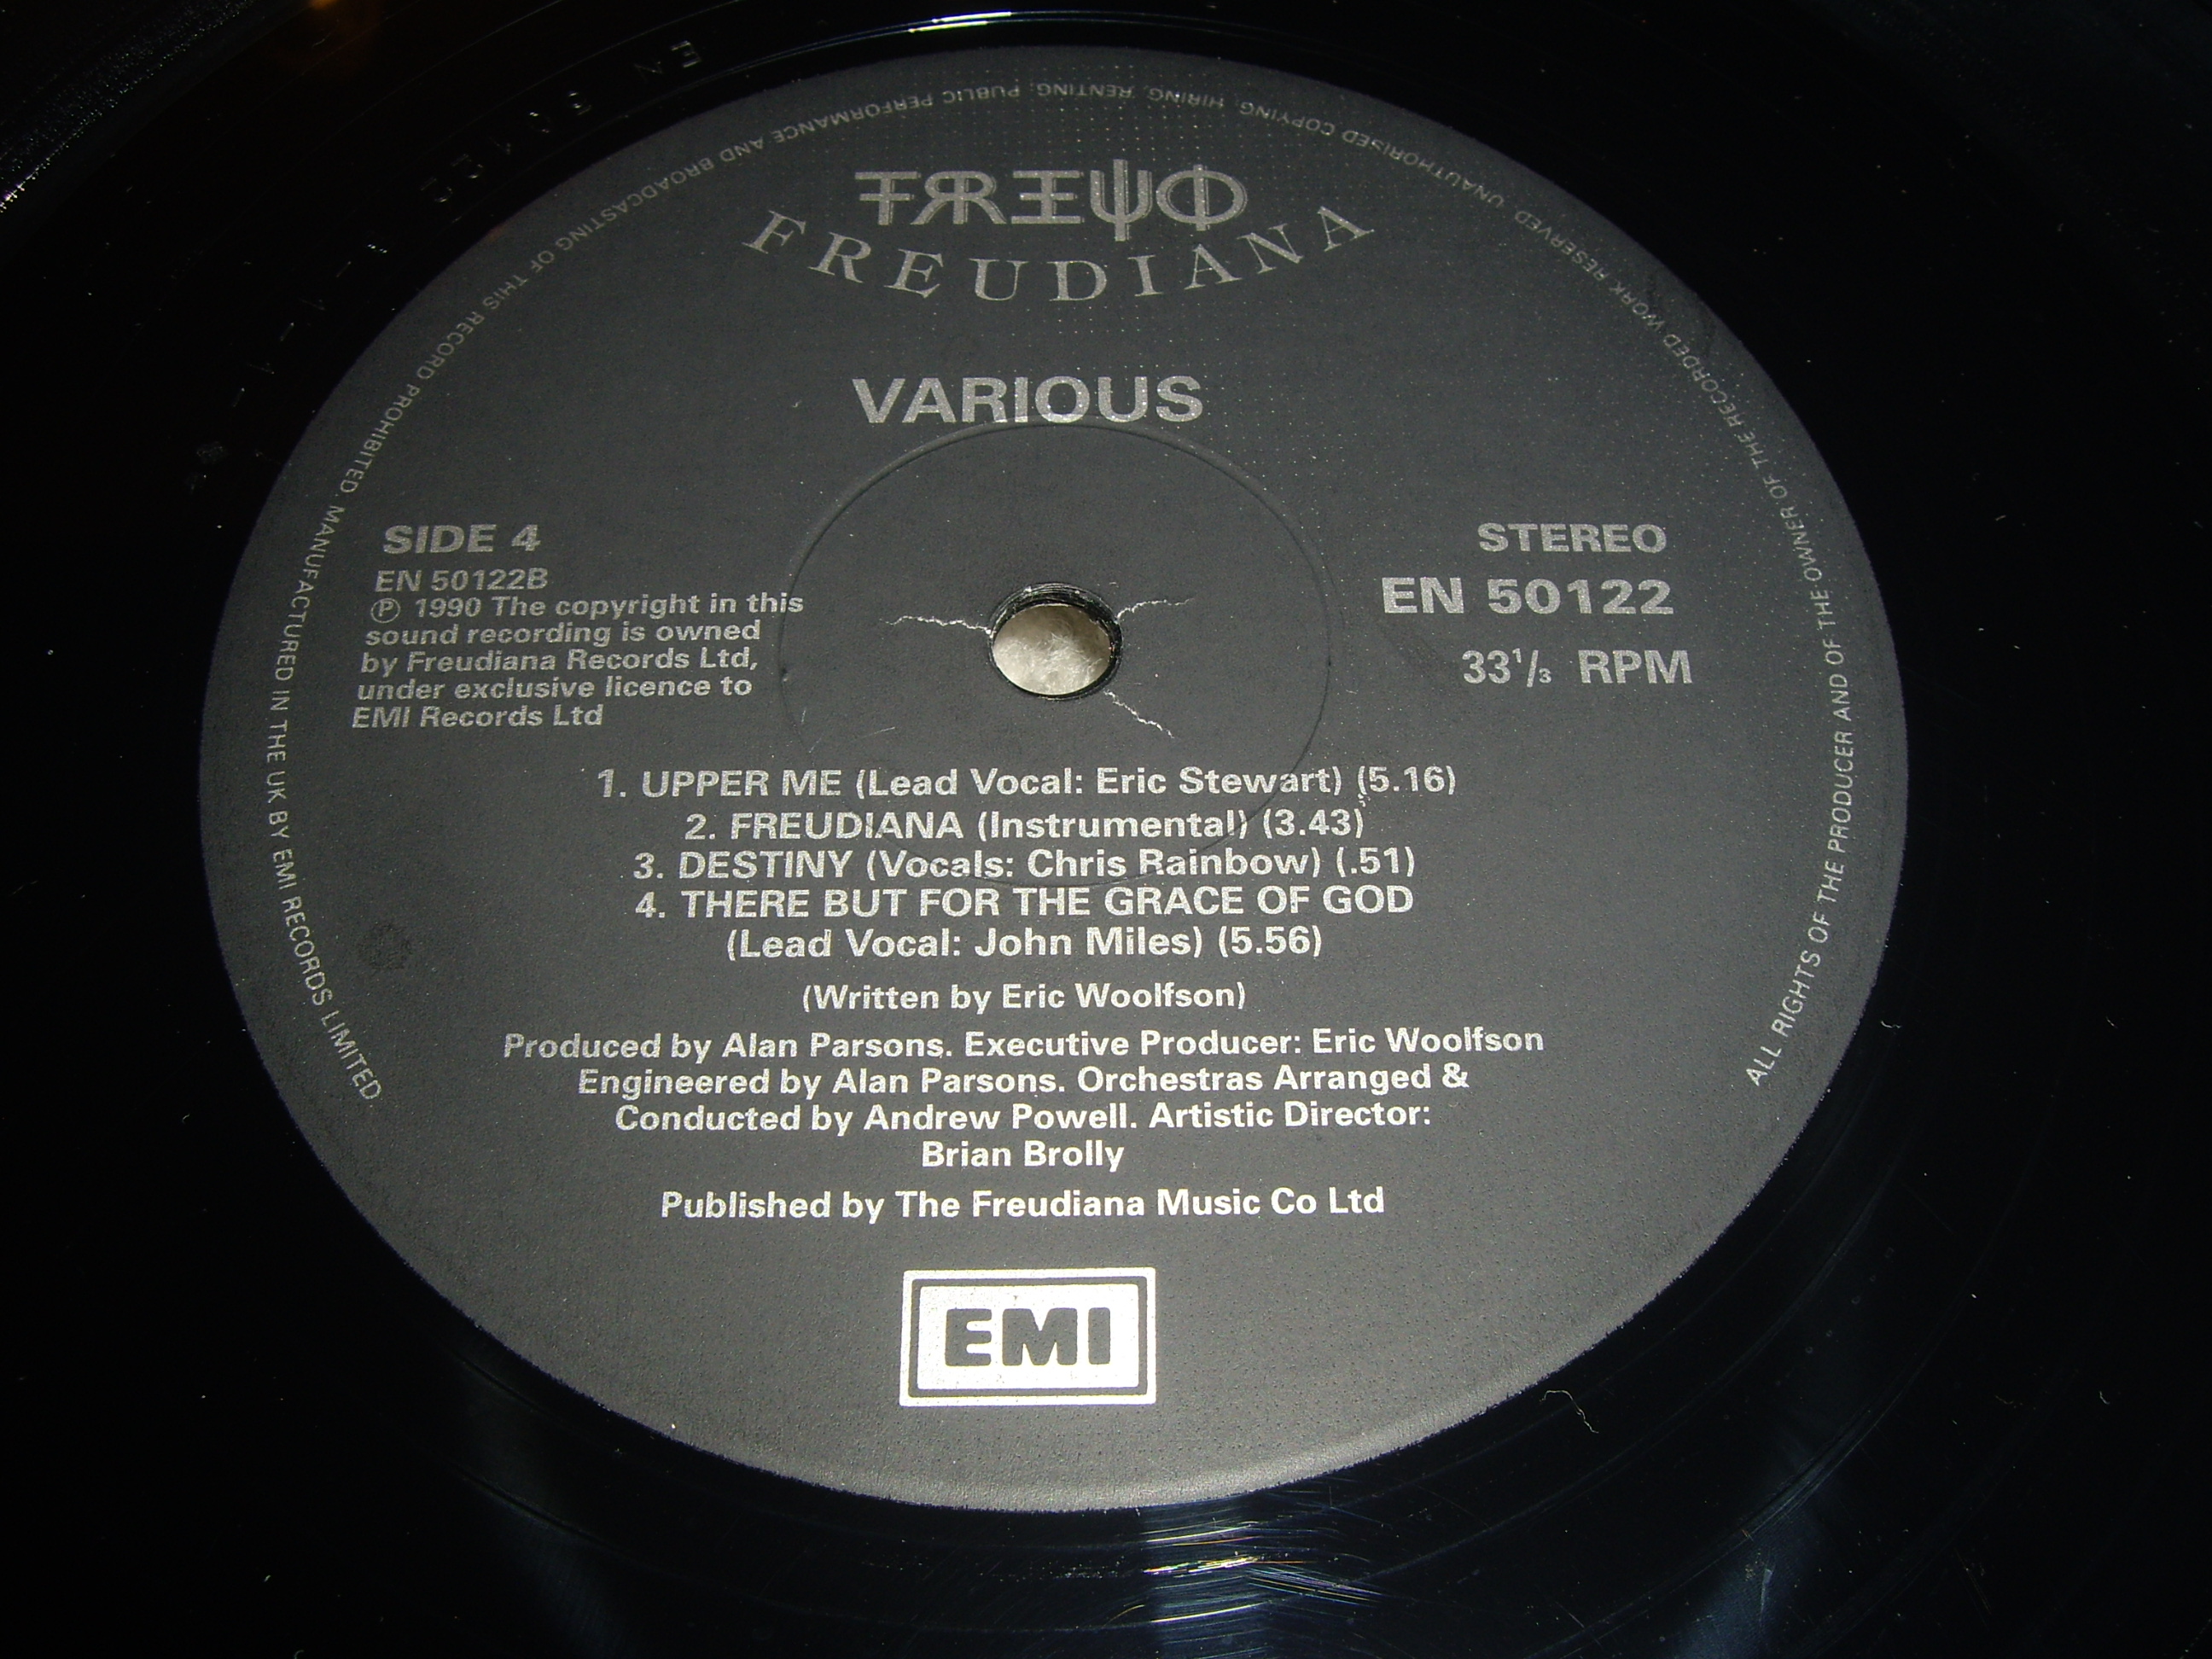 FREUD
FREUDIANA
VARIOUS
SIDE 4
EN 50122B
Ⓟ 1990 The copyright in this
sound recording is owned
by Freudiana Records Ltd,
under exclusive licence to
EMI Records Ltd
STEREO
EN 50122
33 1/3 RPM
1. UPPER ME (Lead Vocal: Eric Stewart) (5.16)
2. FREUDIANA (Instrumental) (3.43)
3. DESTINY (Vocals: Chris Rainbow) (.51)
4. THERE BUT FOR THE GRACE OF GOD
(Lead Vocal: John Miles) (5.56)
(Written by Eric Woolfson)
Produced by Alan Parsons. Executive Producer: Eric Woolfson
Engineered by Alan Parsons. Orchestras Arranged &
Conducted by Andrew Powell. Artistic Director:
Brian Brolly
Published by The Freudiana Music Co Ltd
EMI
ALL RIGHTS OF THE PRODUCER AND OF THE OWNER OF THE RECORDED WORK RESERVED. UNAUTHORISED COPYING, HIRING, RENTING, PUBLIC PERFORMANCE AND BROADCASTING OF THIS RECORD PROHIBITED. MANUFACTURED IN THE UK BY EMI RECORDS LIMITED